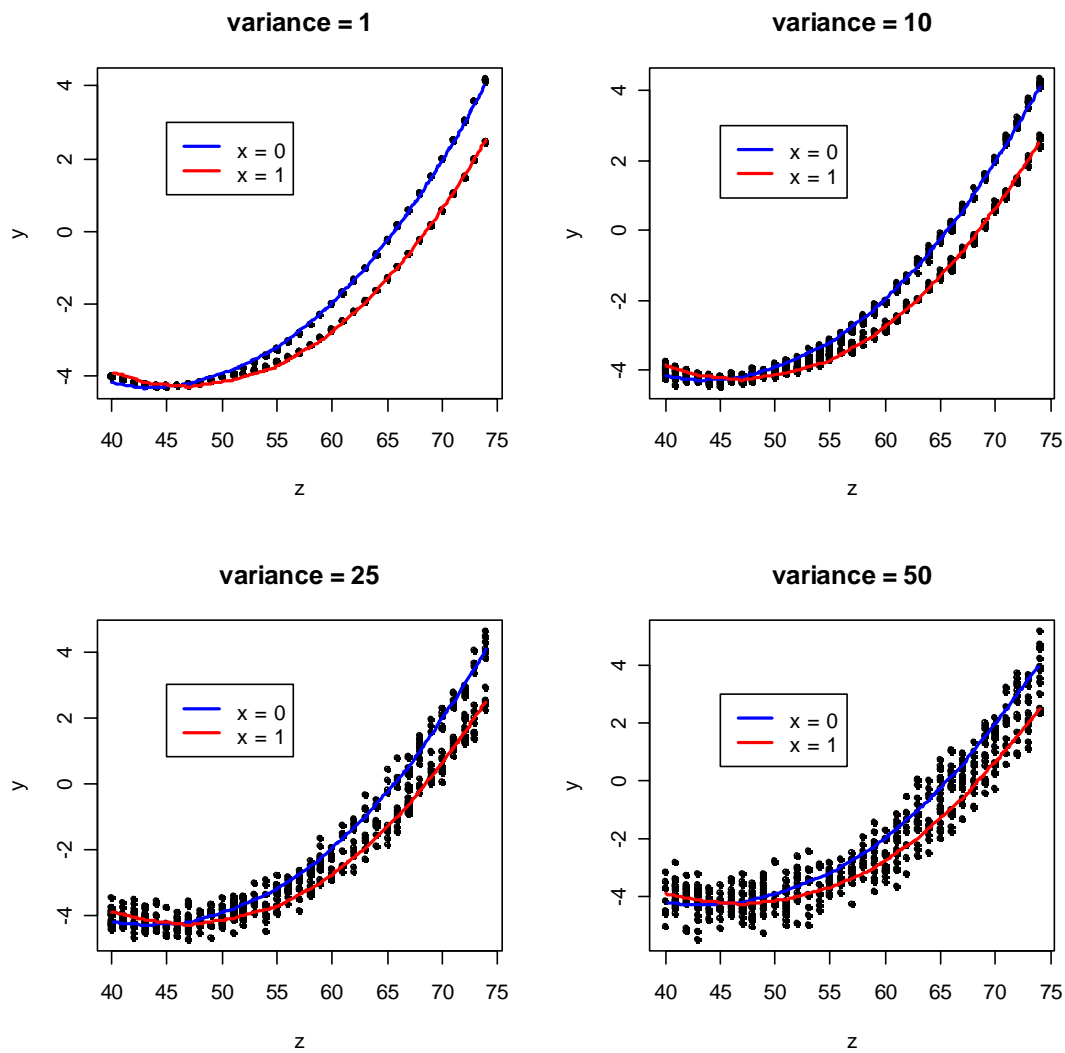 variance = 1
4
2
0
-2
-4
y
x = 0
x = 1
40 45 50 55 60 65 70 75
z
variance = 10
4
2
0
-2
-4
y
x = 0
x = 1
40 45 50 55 60 65 70 75
z
variance = 25
4
2
0
-2
-4
y
x = 0
x = 1
40 45 50 55 60 65 70 75
z
variance = 50
4
2
0
-2
-4
y
x = 0
x = 1
40 45 50 55 60 65 70 75
z